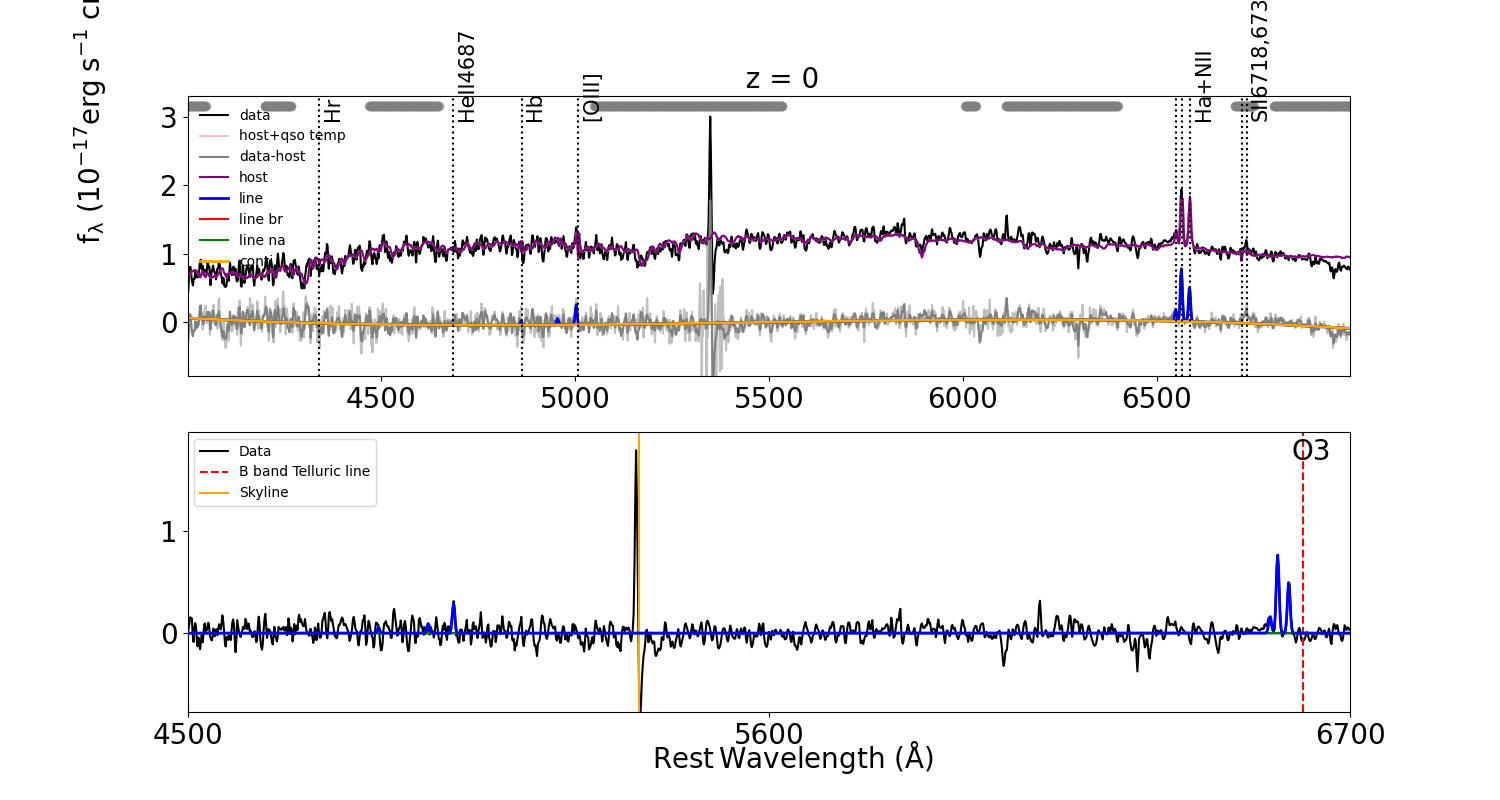 z = 0
f_λ (10^−17 erg s^−1 c
Hr
HeII4687
Hb
[OIII]
Ha+NII
SII6718,673
3
2
1
0
data
host+qso temp
data-host
host
line
line br
line na
conti
4500
5000
5500
6000
6500
Data
B band Telluric line
Skyline
O3
1
0
4500
5600
6700
Rest Wavelength (Å)